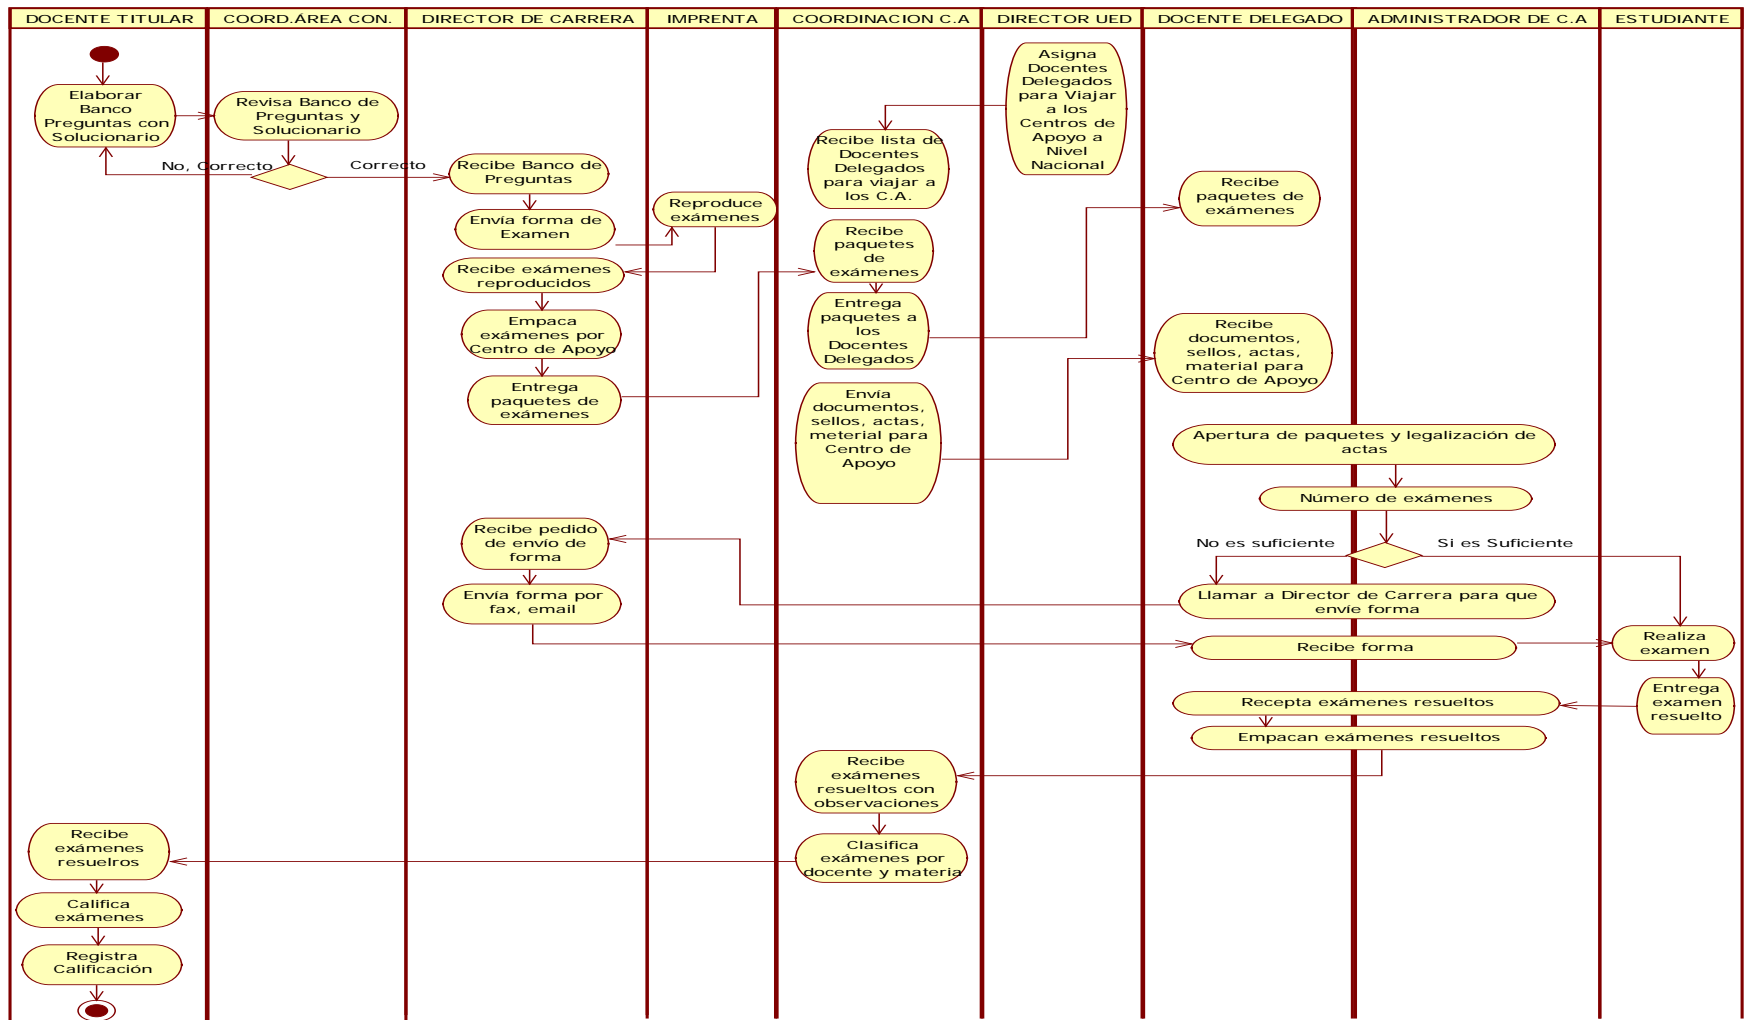 DOCENTE TITULAR
COORD.ÁREA CON.
DIRECTOR DE CARRERA
IMPRENTA
COORDINACION C.A
DIRECTOR UED
DOCENTE DELEGADO
ADMINISTRADOR DE C.A
ESTUDIANTE
Elaborar
Banco
Preguntas con
Solucionario
Revisa Banco de
Preguntas y
Solucionario
No, Correcto
Correcto
Recibe Banco de
Preguntas
Envía forma de
Examen
Reproduce
exámenes
Recibe exámenes
reproducidos
Empaca
exámenes por
Centro de Apoyo
Entrega
paquetes de
exámenes
Asigna
Docentes
Delegados
para Viajar
a los
Centros de
Apoyo a
Nivel
Nacional
Recibe lista de
Docentes
Delegados
para viajar a
los C.A.
Recibe
paquetes
de
exámenes
Entrega
paquetes a
los
Docentes
Delegados
Envía
documentos,
sellos, actas,
meterial para
Centro de
Apoyo
Recibe
paquetes de
exámenes
Recibe
documentos,
sellos, actas,
material para
Centro de Apoyo
Apertura de paquetes y legalización de
actas
Número de exámenes
No es suficiente
Si es Suficiente
Llamar a Director de Carrera para que
envíe forma
Recibe pedido
de envío de
forma
Envía forma por
fax, email
Recibe forma
Realiza
examen
Entrega
examen
resuelto
Recepta exámenes resueltos
Empacan exámenes resueltos
Recibe
exámenes
resueltos con
observaciones
Clasifica
exámenes por
docente y materia
Recibe
exámenes
resuelros
Califica
exámenes
Registra
Calificación